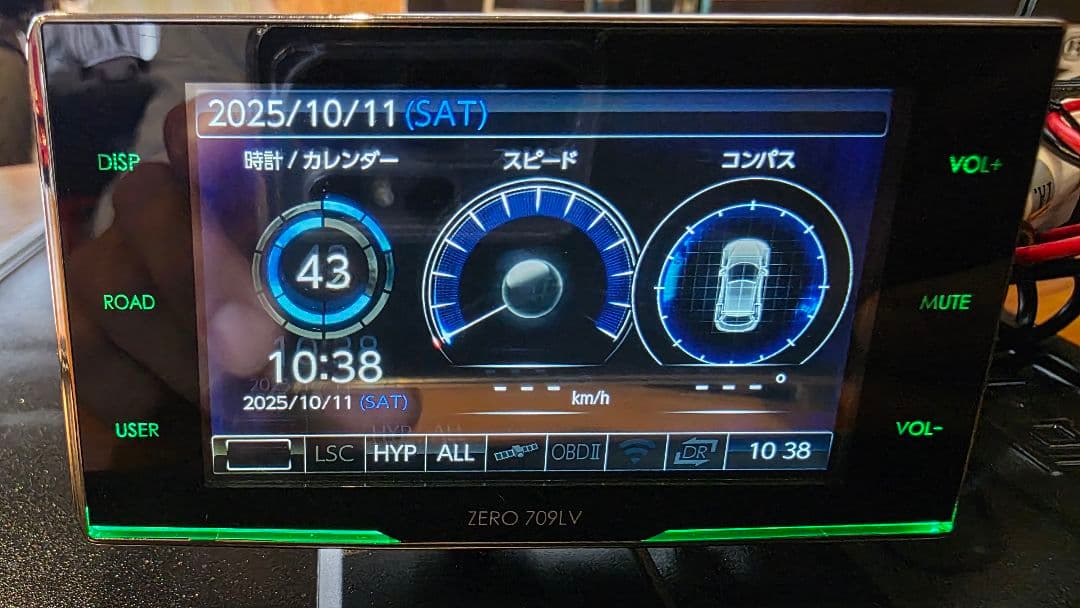 2025/10/11 (SAT)
DISP
VOL+
時計 / カレンダー
スピード
コンパス
43
ROAD
MUTE
10:38
2025/10/11 (SAT)
--- km/h
---°
USER
VOL-
LSC HYP ALL OBDII DR 10 38
ZERO 709LV